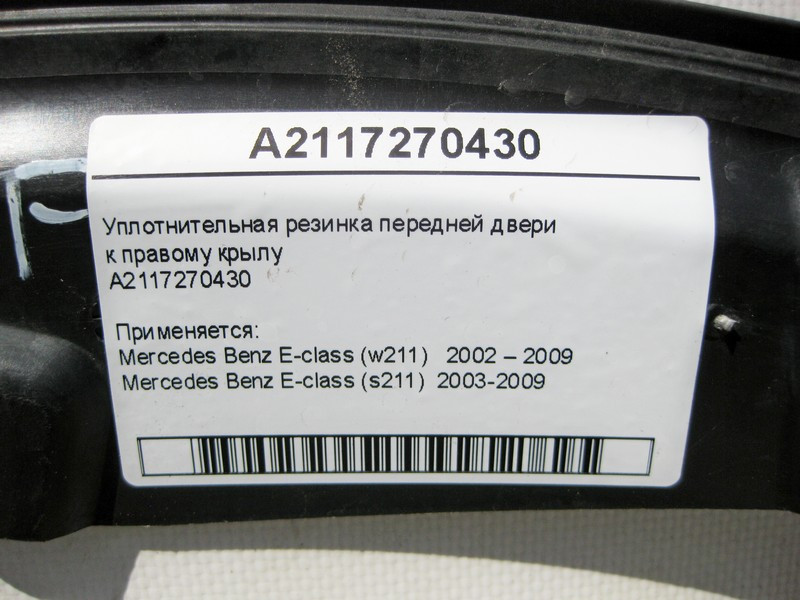 A2117270430
Уплотнительная резинка передней двери
к правому крылу
A2117270430
Применяется:
Mercedes Benz E-class (w211) 2002 – 2009
Mercedes Benz E-class (s211) 2003-2009